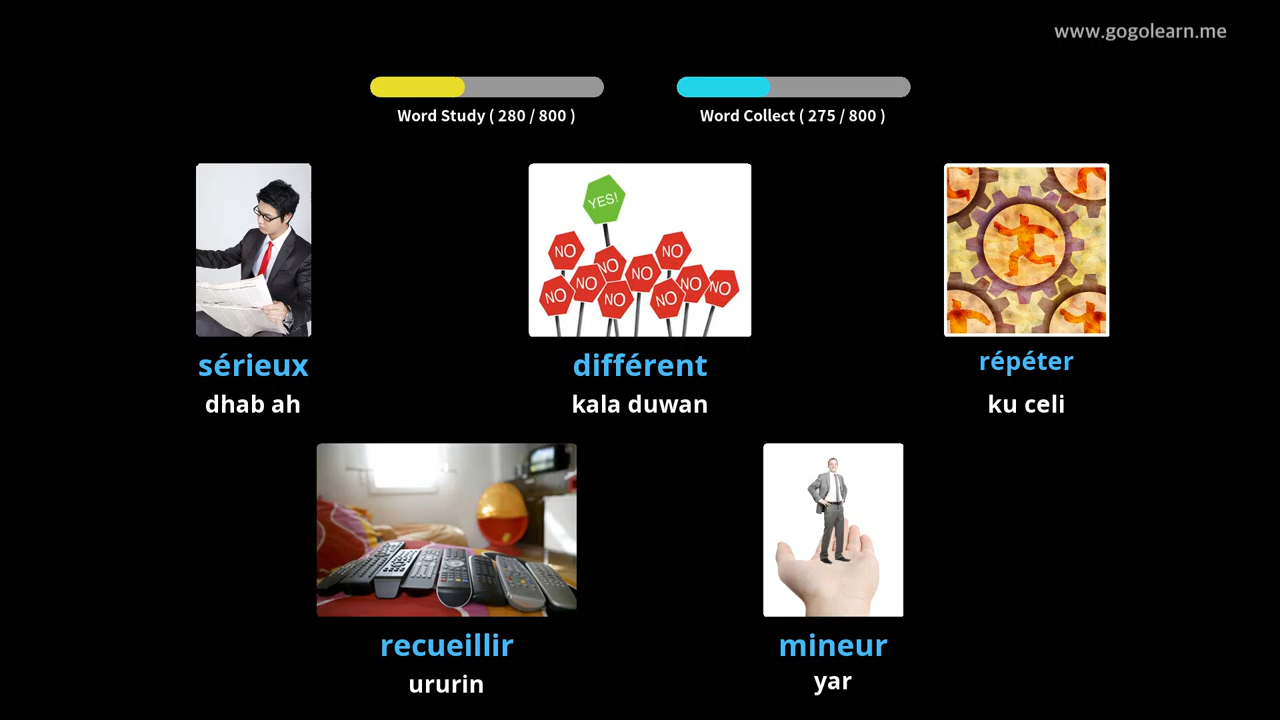 www.gogolearn.me
Word Study ( 280 / 800 )
Word Collect ( 275 / 800 )
YES!
NO
NO
NO
NO
NO
NO
NO
NO
NO
NO
sérieux
dhab ah
différent
kala duwan
répéter
ku celi
recueillir
ururin
mineur
yar